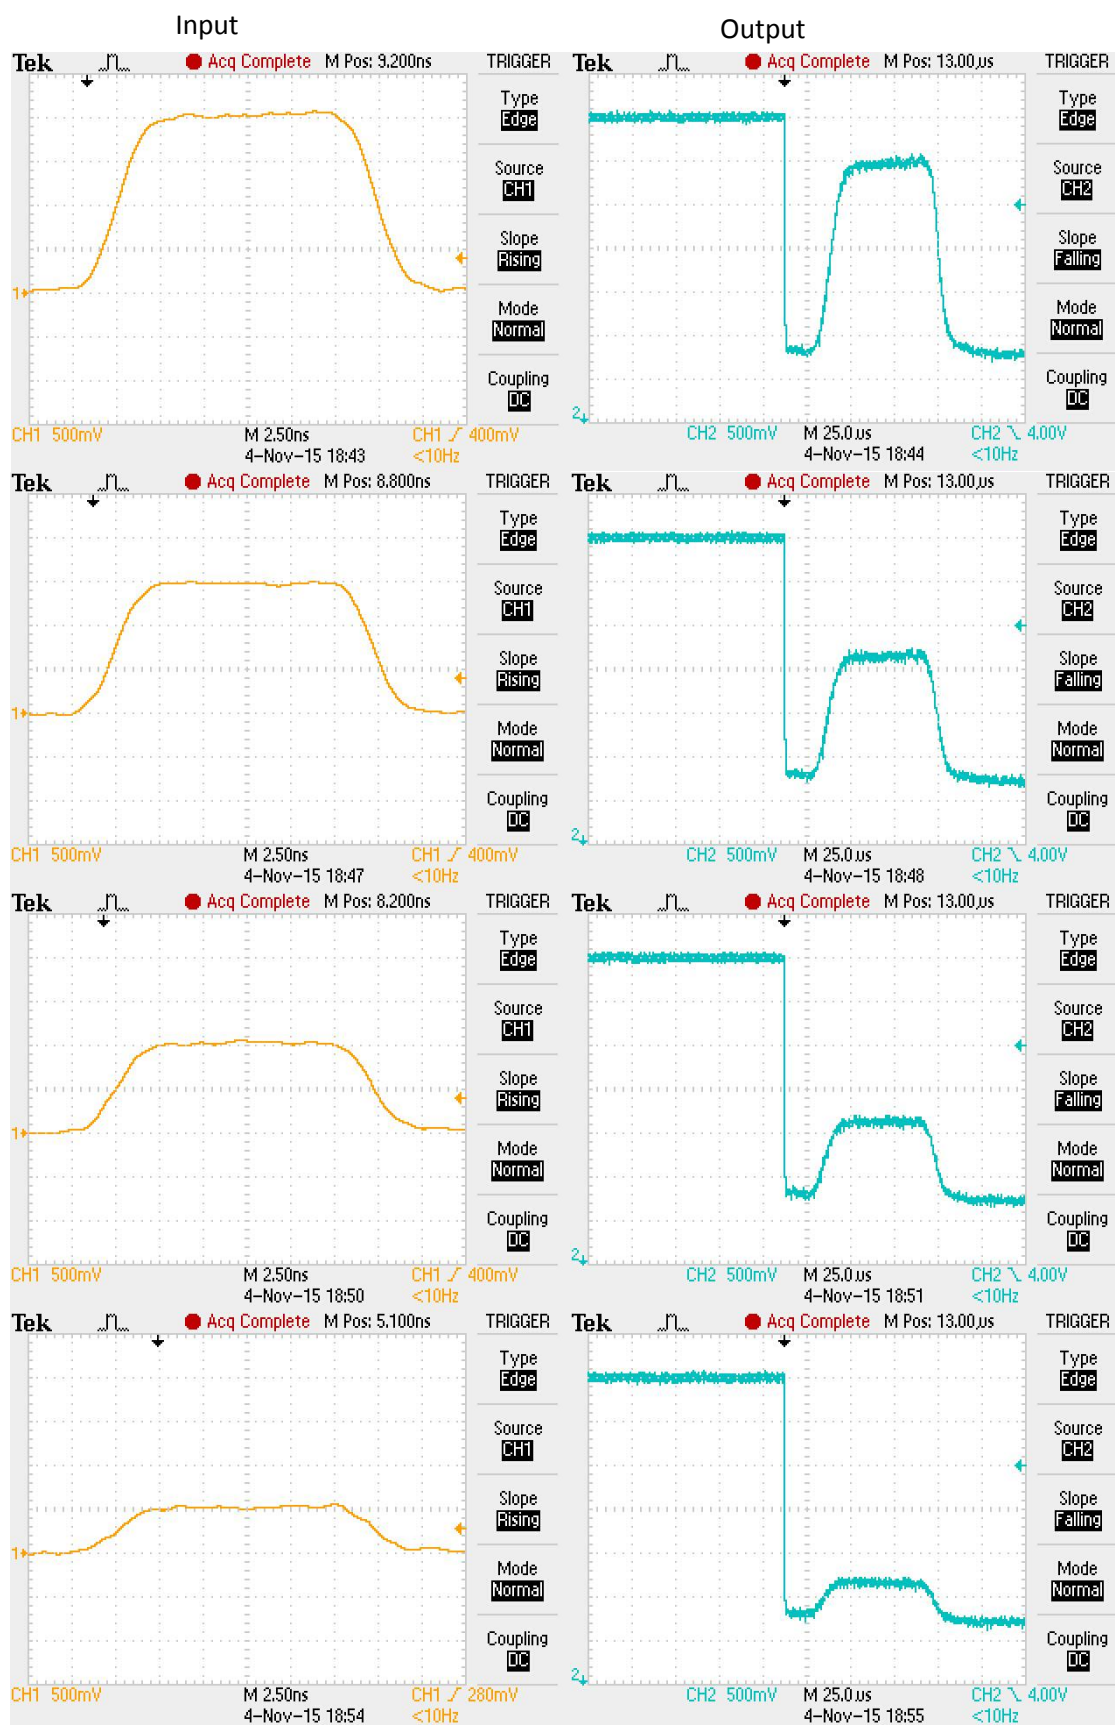 Input Output
Tek Acq Complete M Pos: 9.200ns TRIGGER
Type
Edge
Source
CH1
Slope
Rising
1
Mode
Normal
Coupling
DC
CH1 500mV M 2.50ns CH1 400mV
4-Nov-15 18:43 <10Hz
Tek Acq Complete M Pos: 13.00µs TRIGGER
Type
Edge
Source
CH2
Slope
Falling
Mode
Normal
Coupling
DC
2
CH2 500mV M 25.0µs CH2 4.00V
4-Nov-15 18:44 <10Hz
Tek Acq Complete M Pos: 8.800ns TRIGGER
Type
Edge
Source
CH1
Slope
Rising
1
Mode
Normal
Coupling
DC
CH1 500mV M 2.50ns CH1 400mV
4-Nov-15 18:47 <10Hz
Tek Acq Complete M Pos: 13.00µs TRIGGER
Type
Edge
Source
CH2
Slope
Falling
Mode
Normal
Coupling
DC
2
CH2 500mV M 25.0µs CH2 4.00V
4-Nov-15 18:48 <10Hz
Tek Acq Complete M Pos: 8.200ns TRIGGER
Type
Edge
Source
CH1
Slope
Rising
1
Mode
Normal
Coupling
DC
CH1 500mV M 2.50ns CH1 400mV
4-Nov-15 18:50 <10Hz
Tek Acq Complete M Pos: 13.00µs TRIGGER
Type
Edge
Source
CH2
Slope
Falling
Mode
Normal
Coupling
DC
2
CH2 500mV M 25.0µs CH2 4.00V
4-Nov-15 18:51 <10Hz
Tek Acq Complete M Pos: 5.100ns TRIGGER
Type
Edge
Source
CH1
Slope
Rising
1
Mode
Normal
Coupling
DC
CH1 500mV M 2.50ns CH1 280mV
4-Nov-15 18:54 <10Hz
Tek Acq Complete M Pos: 13.00µs TRIGGER
Type
Edge
Source
CH2
Slope
Falling
Mode
Normal
Coupling
DC
2
CH2 500mV M 25.0µs CH2 4.00V
4-Nov-15 18:55 <10Hz